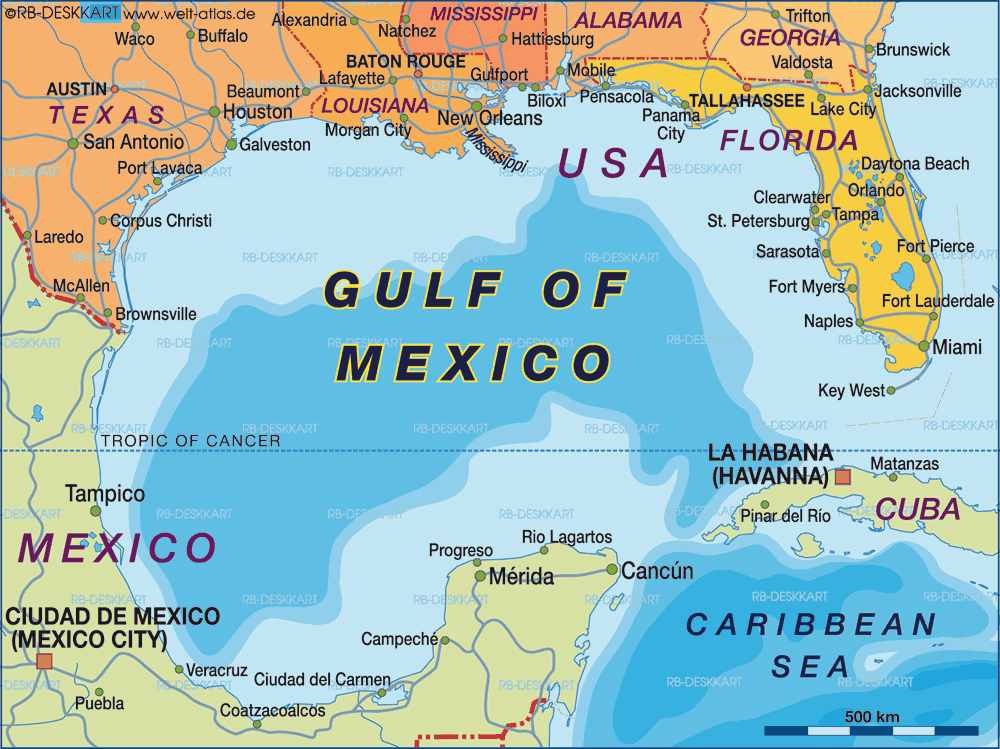 ©RB-DESKKART www.welt-atlas.de
Waco
Buffalo
Alexandria
Natchez
MISSISSIPPI
Hattiesburg
ALABAMA
Trifton
GEORGIA
Valdosta
Brunswick
BATON ROUGE
Lafayette
Gulfport
Mobile
AUSTIN
Beaumont
LOUISIANA
Biloxi
Pensacola
TALLAHASSEE
Jacksonville
TEXAS
Houston
Morgan City
New Orleans
Panama
City
Lake City
FLORIDA
San Antonio
Galveston
Mississippi
USA
Port Lavaca
Daytona Beach
Clearwater
Orlando
Corpus Christi
St. Petersburg
Tampa
Laredo
Sarasota
Fort Pierce
McAllen
GULF OF
MEXICO
Fort Myers
Fort Lauderdale
Brownsville
Naples
Miami
Key West
TROPIC OF CANCER
LA HABANA
(HAVANNA)
Matanzas
Tampico
Pinar del Río
CUBA
MEXICO
Progreso
Rio Lagartos
Mérida
Cancún
CIUDAD DE MEXICO
(MEXICO CITY)
Campeche
CARIBBEAN
SEA
Veracruz
Ciudad del Carmen
Puebla
Coatzacoalcos
500 km
RB-DESKKART